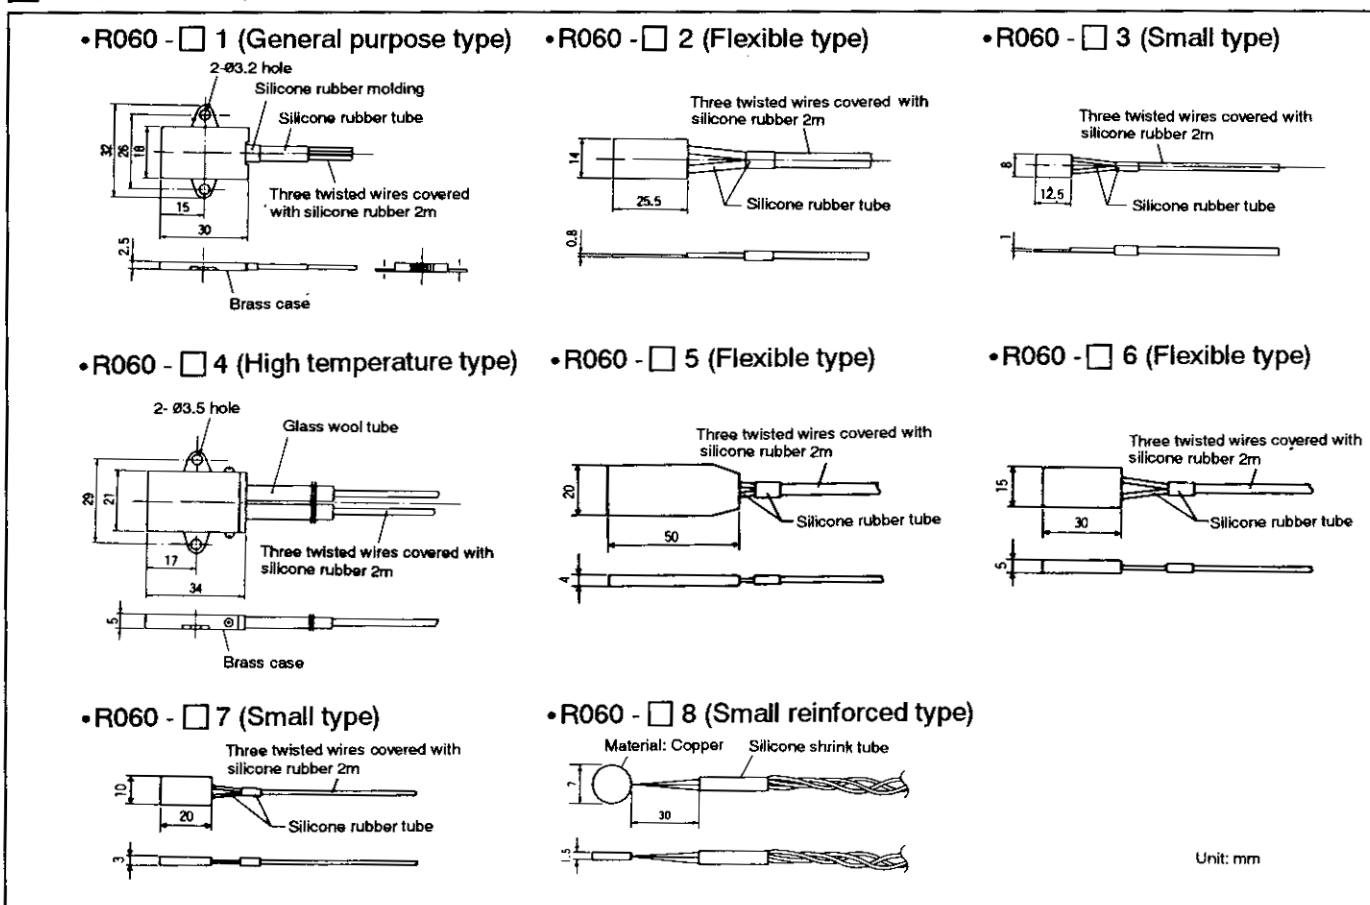 •R060 - □ 1 (General purpose type)
2-Ø3.2 hole
Silicone rubber molding
Silicone rubber tube
32
26
18
Three twisted wires covered
with silicone rubber 2m
15
30
2.5
Brass case
•R060 - □ 2 (Flexible type)
Three twisted wires covered with
silicone rubber 2m
14
25.5
Silicone rubber tube
0.8
•R060 - □ 3 (Small type)
Three twisted wires covered with
silicone rubber 2m
8
12.5
Silicone rubber tube
1
•R060 - □ 4 (High temperature type)
2- Ø3.5 hole
Glass wool tube
29
21
Three twisted wires covered with
silicone rubber 2m
17
34
5
Brass case
•R060 - □ 5 (Flexible type)
Three twisted wires covered with
silicone rubber 2m
20
Silicone rubber tube
50
4
•R060 - □ 6 (Flexible type)
Three twisted wires covered with
silicone rubber 2m
15
Silicone rubber tube
30
5
•R060 - □ 7 (Small type)
Three twisted wires covered with
silicone rubber 2m
10
20
Silicone rubber tube
3
•R060 - □ 8 (Small reinforced type)
Material: Copper
Silicone shrink tube
7
30
1.5
Unit: mm